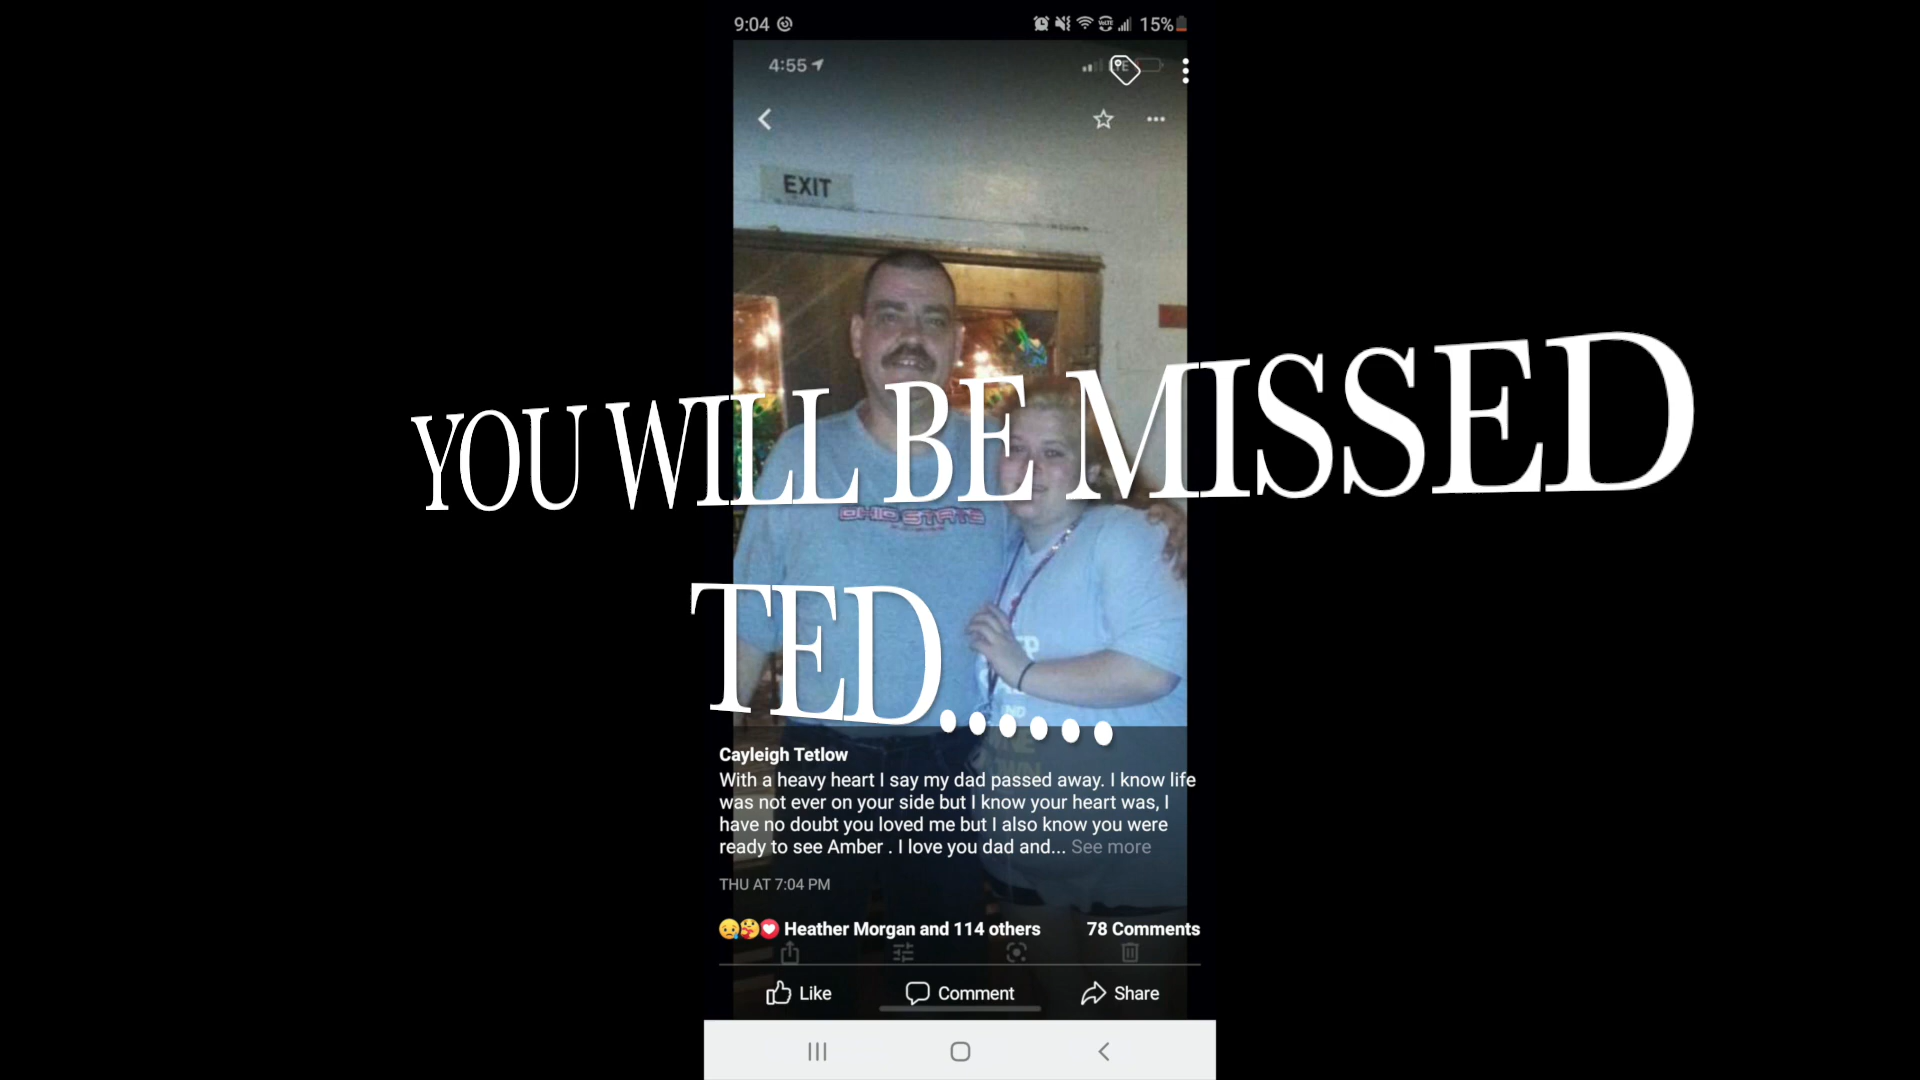 9:04 15%
4:55
EXIT
YOU WILL BE MISSED
OHIO STATE
TED......
Cayleigh Tetlow
With a heavy heart I say my dad passed away. I know life
was not ever on your side but I know your heart was, I
have no doubt you loved me but I also know you were
ready to see Amber . I love you dad and... See more
THU AT 7:04 PM
Heather Morgan and 114 others 78 Comments
Like Comment Share